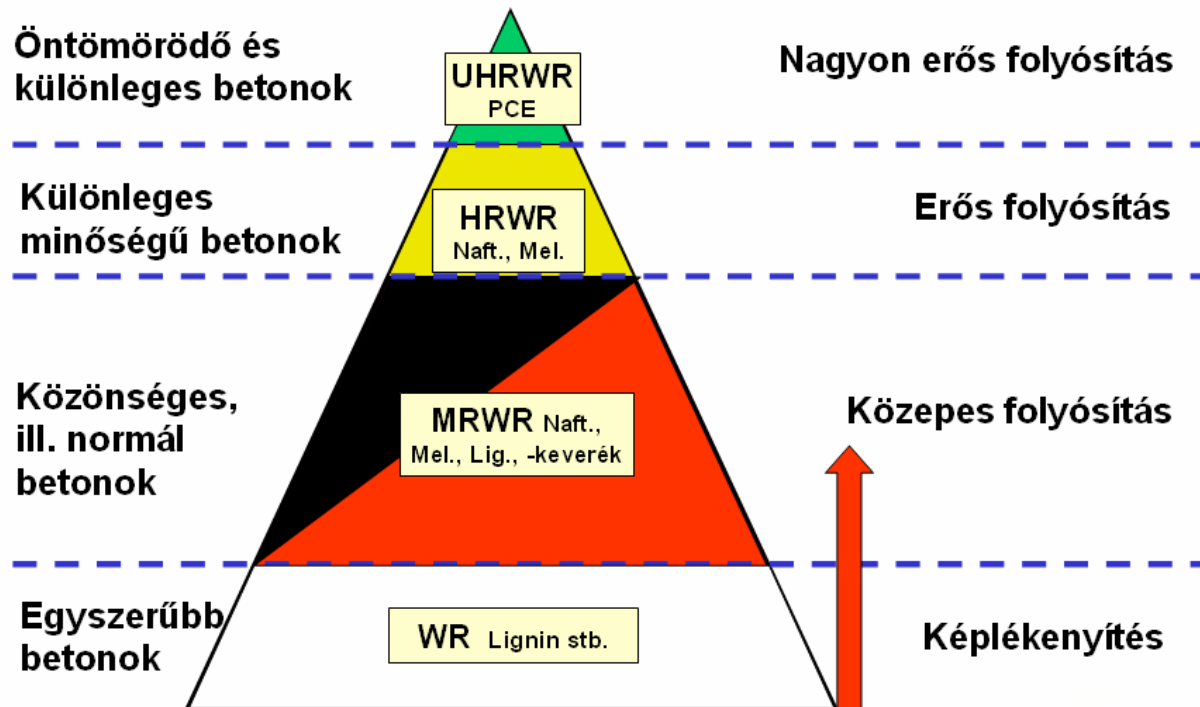 Öntömörödő és
különleges betonok
UHRWR
PCE
Nagyon erős folyósítás
Különleges
minőségű betonok
HRWR
Naft., Mel.
Erős folyósítás
Közönséges,
ill. normál
betonok
MRWR Naft.,
Mel., Lig., -keverék
Közepes folyósítás
Egyszerűbb
betonok
WR Lignin stb.
Képlékenyítés